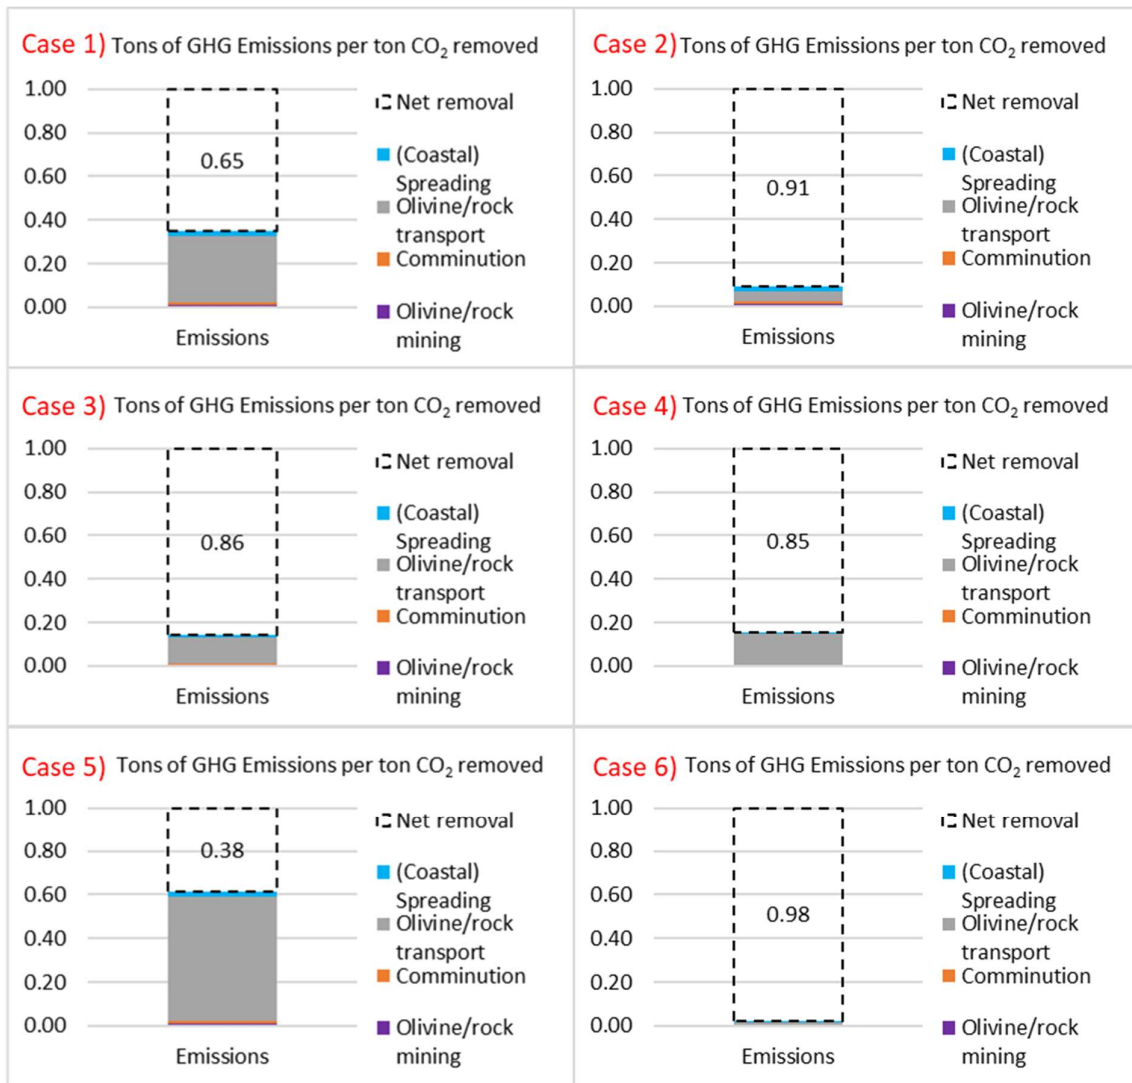 Case 1) Tons of GHG Emissions per ton CO₂ removed
1.00
0.80
0.60
0.40
0.20
0.00
0.65
Emissions
Net removal
(Coastal)
Spreading
Olivine/rock
transport
Comminution
Olivine/rock
mining
Case 2) Tons of GHG Emissions per ton CO₂ removed
1.00
0.80
0.60
0.40
0.20
0.00
0.91
Emissions
Net removal
(Coastal)
Spreading
Olivine/rock
transport
Comminution
Olivine/rock
mining
Case 3) Tons of GHG Emissions per ton CO₂ removed
1.00
0.80
0.60
0.40
0.20
0.00
0.86
Emissions
Net removal
(Coastal)
Spreading
Olivine/rock
transport
Comminution
Olivine/rock
mining
Case 4) Tons of GHG Emissions per ton CO₂ removed
1.00
0.80
0.60
0.40
0.20
0.00
0.85
Emissions
Net removal
(Coastal)
Spreading
Olivine/rock
transport
Comminution
Olivine/rock
mining
Case 5) Tons of GHG Emissions per ton CO₂ removed
1.00
0.80
0.60
0.40
0.20
0.00
0.38
Emissions
Net removal
(Coastal)
Spreading
Olivine/rock
transport
Comminution
Olivine/rock
mining
Case 6) Tons of GHG Emissions per ton CO₂ removed
1.00
0.80
0.60
0.40
0.20
0.00
0.98
Emissions
Net removal
(Coastal)
Spreading
Olivine/rock
transport
Comminution
Olivine/rock
mining